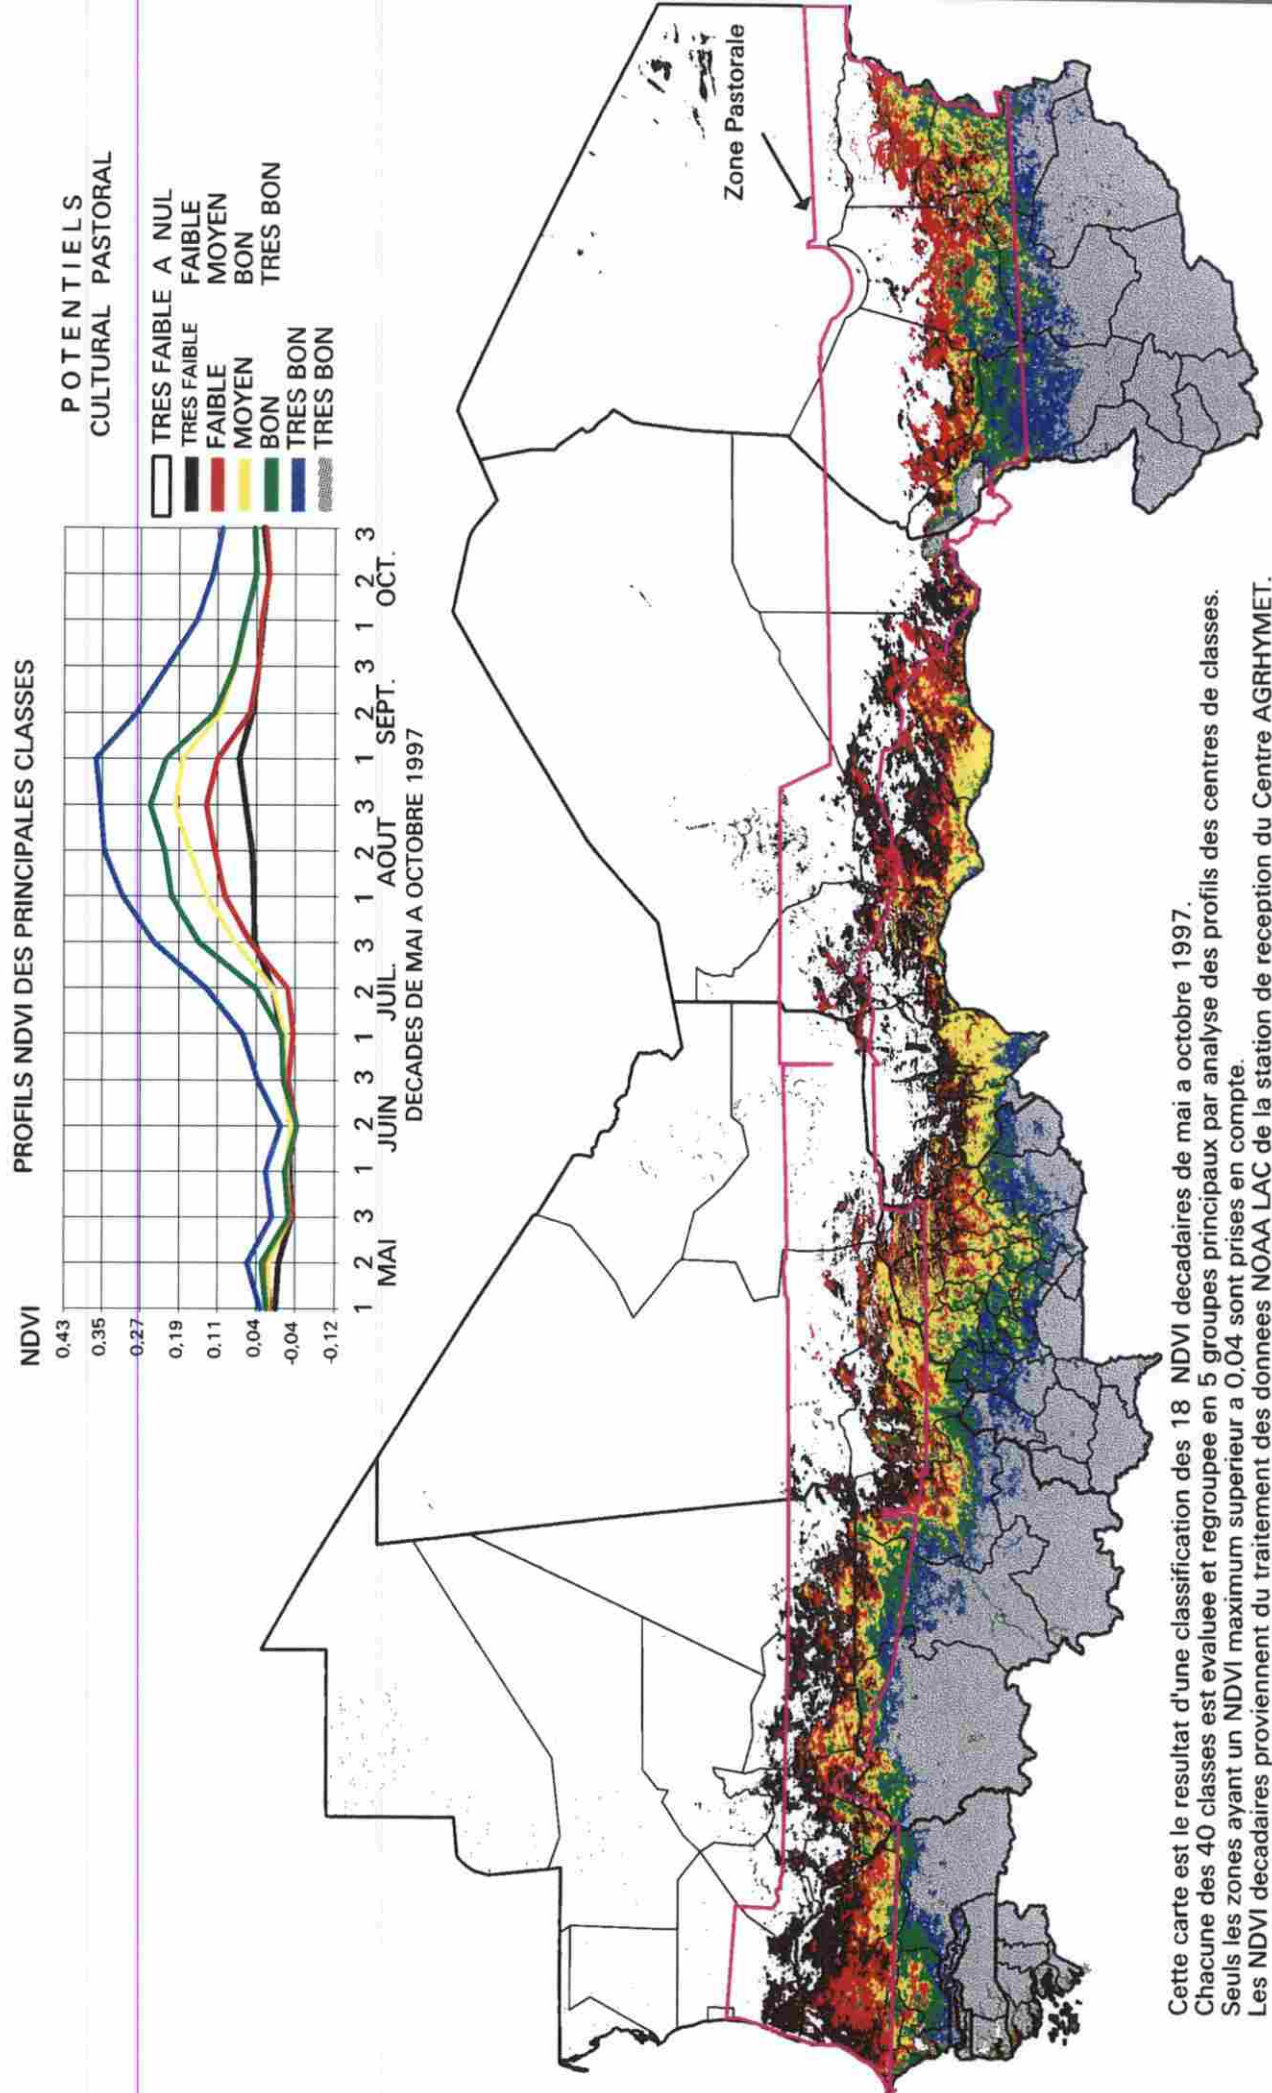 PROFILS NDVI DES PRINCIPALES CLASSES
NDVI
0,43
0,35
0,27
0,19
0,11
0,04
-0,04
-0,12
1 2 3 1 2 3 1 2 3 1 2 3 1 2 3 1 2 3
MAI JUIN JUIL. AOUT SEPT. OCT.
DECADES DE MAI A OCTOBRE 1997
POTENTIELS
CULTURAL PASTORAL
TRES FAIBLE A NUL
TRES FAIBLE FAIBLE
FAIBLE MOYEN
MOYEN BON
BON TRES BON
TRES BON
TRES BON
Zone Pastorale
Cette carte est le resultat d'une classification des 18 NDVI decadaires de mai a octobre 1997.
Chacune des 40 classes est evaluee et regroupee en 5 groupes principaux par analyse des profils des centres de classes.
Seuls les zones ayant un NDVI maximum superieur a 0,04 sont prises en compte.
Les NDVI decadaires proviennent du traitement des donnees NOAA LAC de la station de reception du Centre AGRHYMET.